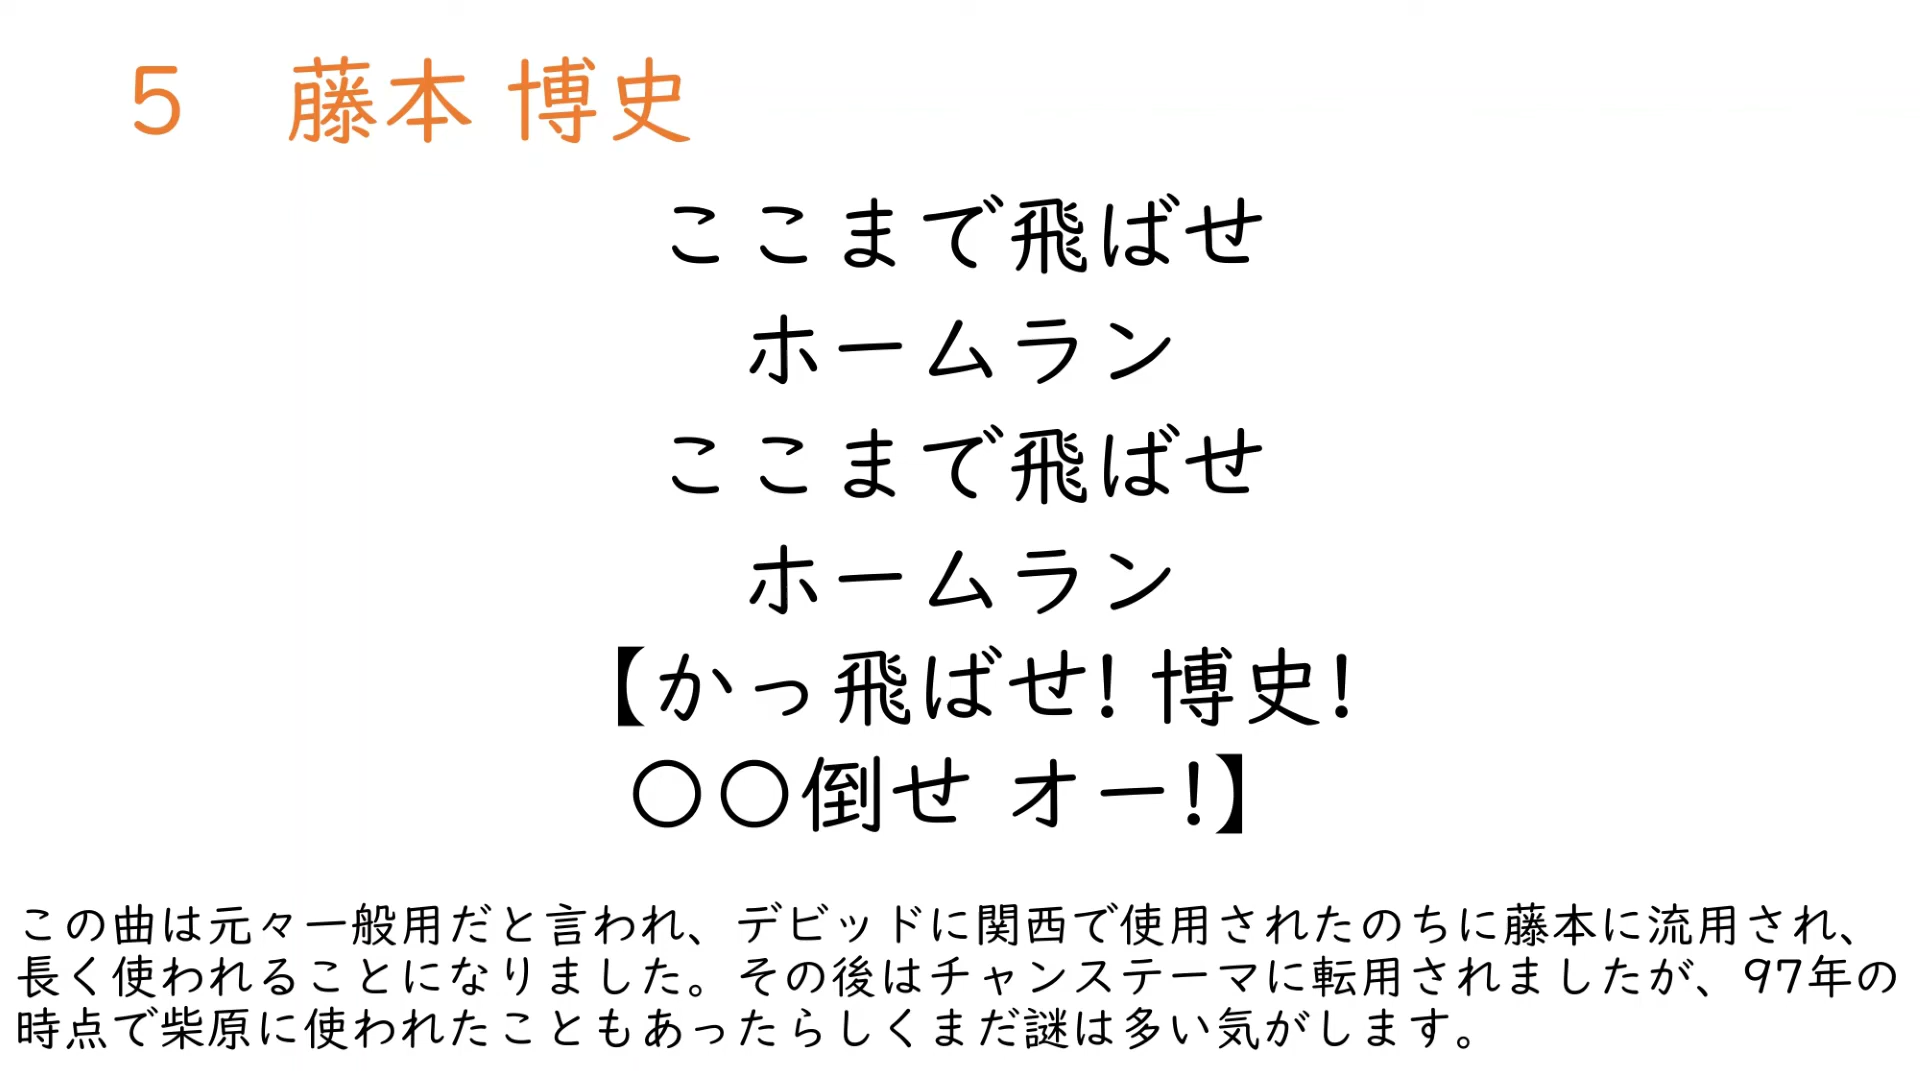 5 藤本 博史
ここまで飛ばせ
ホームラン
ここまで飛ばせ
ホームラン
【かっ飛ばせ! 博史!
〇〇倒せ オー!】
この曲は元々一般用だと言われ、デビッドに関西で使用されたのちに藤本に流用され、
長く使われることになりました。その後はチャンステーマに転用されましたが、97年の
時点で柴原に使われたこともあったらしくまだ謎は多い気がします。